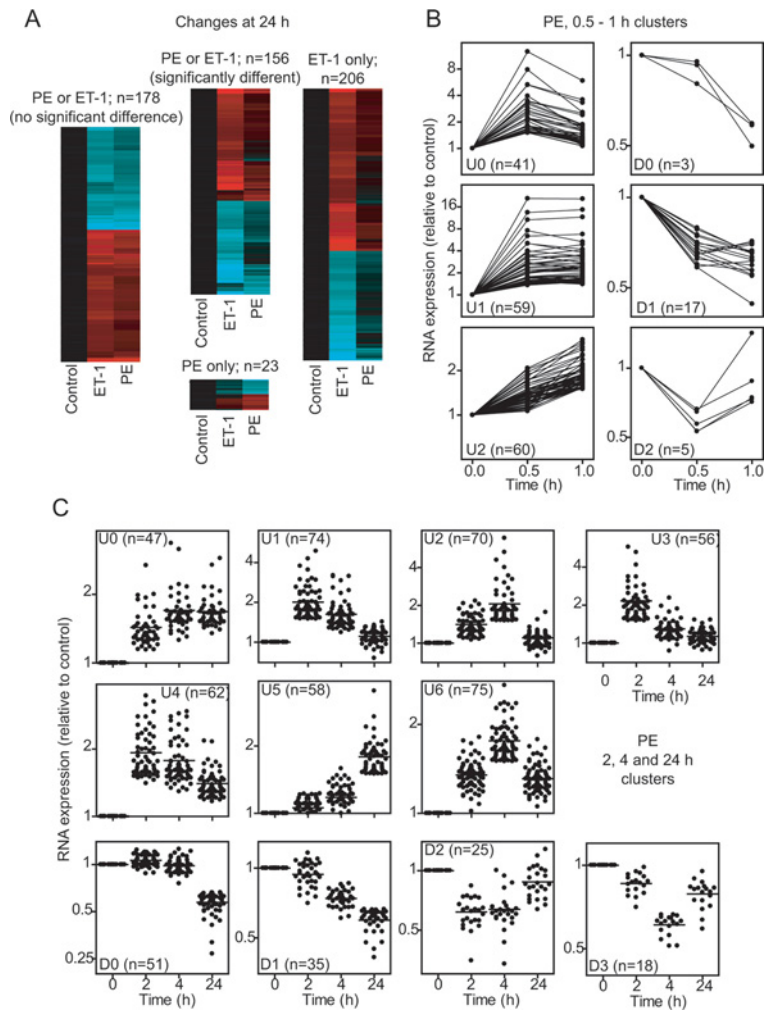 A
Changes at 24 h
PE or ET-1; n=178
(no significant difference)
PE or ET-1; n=156
(significantly different)
ET-1 only;
n=206
Control
ET-1
PE
Control
ET-1
PE
Control
ET-1
PE
PE only; n=23
Control
ET-1
PE
B
PE, 0.5 - 1 h clusters
RNA expression (relative to control)
8
4
2
1
U0 (n=41)
1
0.5
D0 (n=3)
16
8
4
2
1
U1 (n=59)
1
0.5
D1 (n=17)
2
1
U2 (n=60)
0.0 0.5 1.0
Time (h)
1
0.5
D2 (n=5)
0.0 0.5 1.0
Time (h)
C
RNA expression (relative to control)
U0 (n=47)
2
1
U1 (n=74)
4
2
1
U2 (n=70)
4
2
1
U3 (n=56)
4
2
1
0 2 4 24
Time (h)
U4 (n=62)
2
1
U5 (n=58)
2
1
U6 (n=75)
2
1
PE
2, 4 and 24 h
clusters
1
0.5
0.25
D0 (n=51)
0 2 4 24
Time (h)
1
0.5
D1 (n=35)
0 2 4 24
Time (h)
D2 (n=25)
1
0.5
0 2 4 24
Time (h)
1
0.5
D3 (n=18)
0 2 4 24
Time (h)